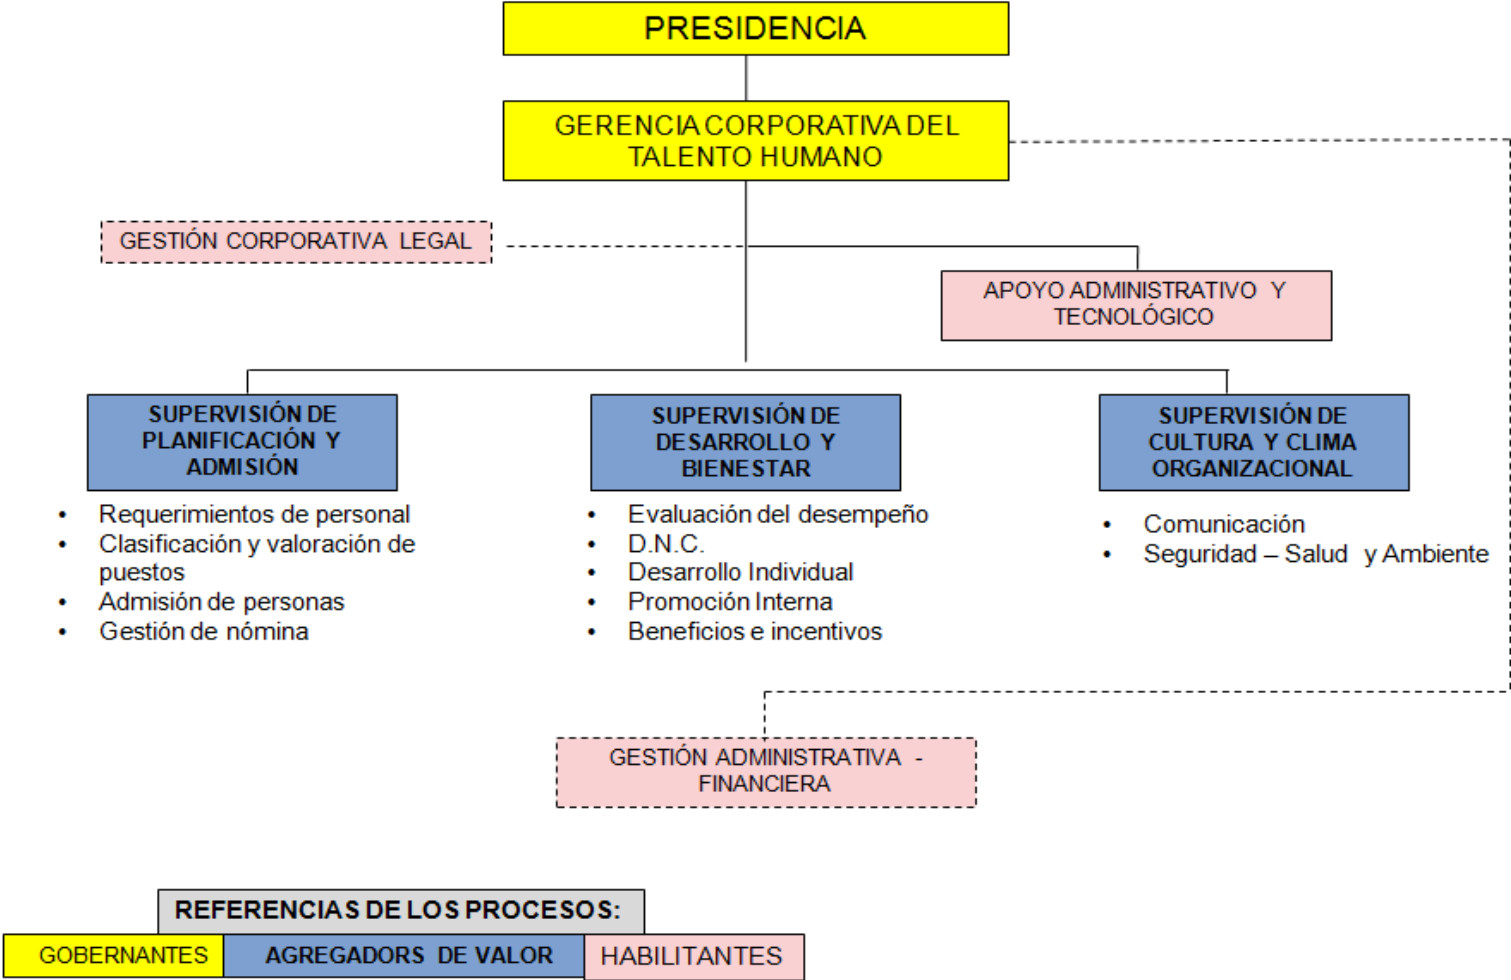 PRESIDENCIA
GERENCIA CORPORATIVA DEL
TALENTO HUMANO
GESTIÓN CORPORATIVA LEGAL
APOYO ADMINISTRATIVO Y
TECNOLÓGICO
SUPERVISIÓN DE
PLANIFICACIÓN Y
ADMISIÓN
• Requerimientos de personal
• Clasificación y valoración de
puestos
• Admisión de personas
• Gestión de nómina
SUPERVISIÓN DE
DESARROLLO Y
BIENESTAR
• Evaluación del desempeño
• D.N.C.
• Desarrollo Individual
• Promoción Interna
• Beneficios e incentivos
SUPERVISIÓN DE
CULTURA Y CLIMA
ORGANIZACIONAL
• Comunicación
• Seguridad – Salud y Ambiente
GESTIÓN ADMINISTRATIVA -
FINANCIERA
REFERENCIAS DE LOS PROCESOS:
GOBERNANTES
AGREGADORS DE VALOR
HABILITANTES